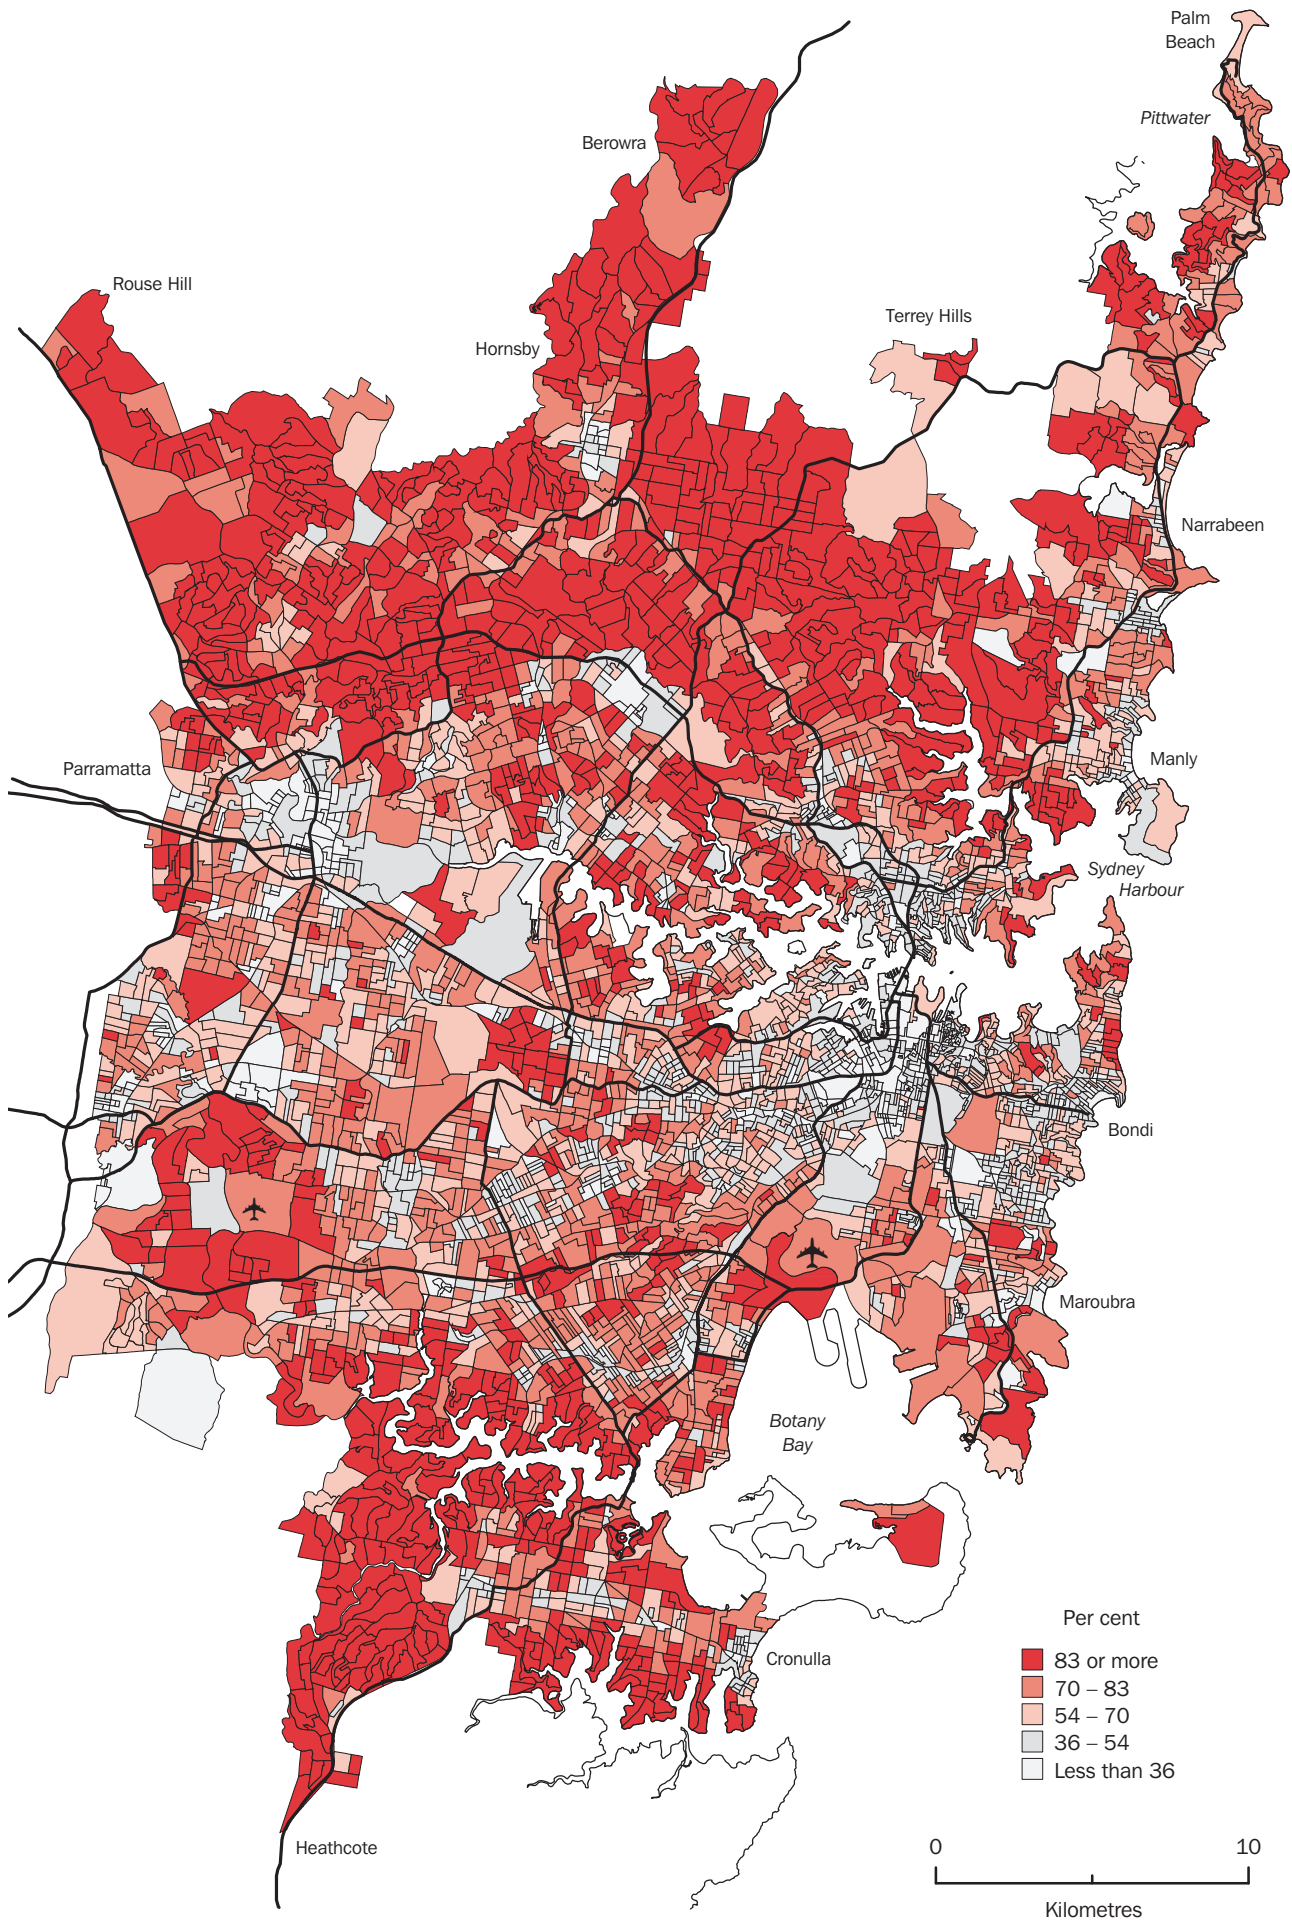 Palm
Beach
Pittwater
Berowra
Rouse Hill
Terrey Hills
Hornsby
Narrabeen
Parramatta
Manly
Sydney
Harbour
Bondi
Maroubra
Botany
Bay
Cronulla
Heathcote
Per cent
83 or more
70 – 83
54 – 70
36 – 54
Less than 36
0 10
Kilometres